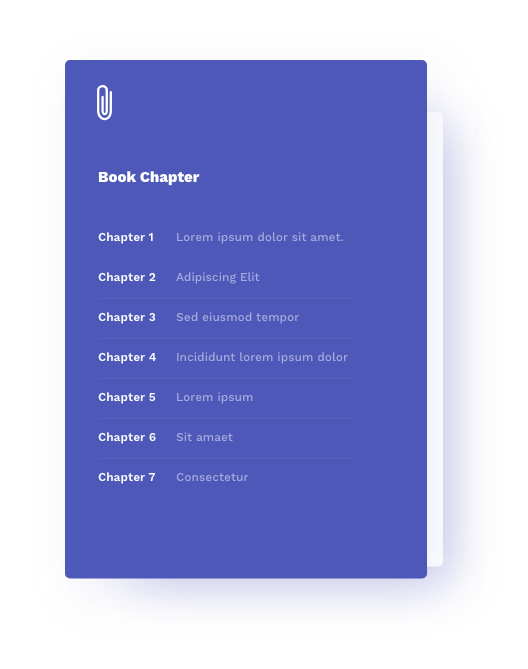 Book Chapter
Chapter 1 Lorem ipsum dolor sit amet.
Chapter 2 Adipiscing Elit
Chapter 3 Sed eiusmod tempor
Chapter 4 Incididunt lorem ipsum dolor
Chapter 5 Lorem ipsum
Chapter 6 Sit amaet
Chapter 7 Consectetur